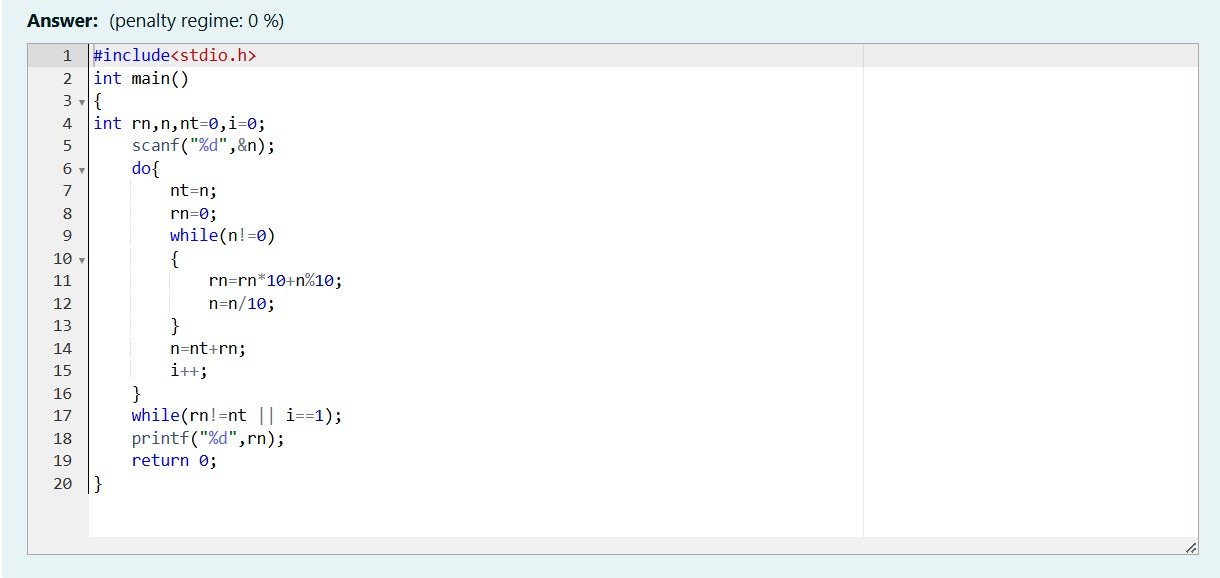 Answer: (penalty regime: 0 %)
1 #include<stdio.h>
2 int main()
3 {
4 int rn,n,nt=0,i=0;
5 scanf("%d",&n);
6 do{
7 nt=n;
8 rn=0;
9 while(n!=0)
10 {
11 rn=rn*10+n%10;
12 n=n/10;
13 }
14 n=nt+rn;
15 i++;
16 }
17 while(rn!=nt || i==1);
18 printf("%d",rn);
19 return 0;
20 }